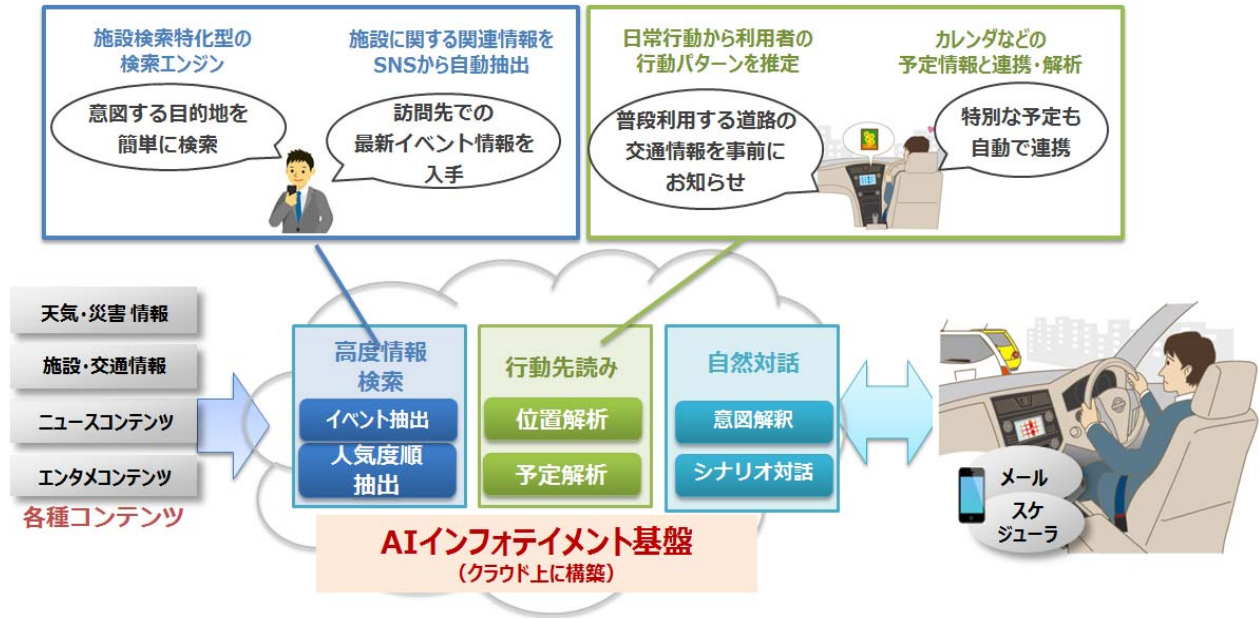 施設検索特化型の
検索エンジン
施設に関する関連情報を
SNSから自動抽出
意図する目的地を
簡単に検索
訪問先での
最新イベント情報を
入手
日常行動から利用者の
行動パターンを推定
カレンダなどの
予定情報と連携・解析
普段利用する道路の
交通情報を事前に
お知らせ
特別な予定も
自動で連携
天気・災害 情報
施設・交通情報
ニュースコンテンツ
エンタメコンテンツ
各種コンテンツ
高度情報
検索
イベント抽出
人気度順
抽出
行動先読み
位置解析
予定解析
自然対話
意図解釈
シナリオ対話
AIインフォテイメント基盤
(クラウド上に構築)
メール
スケ
ジューラ